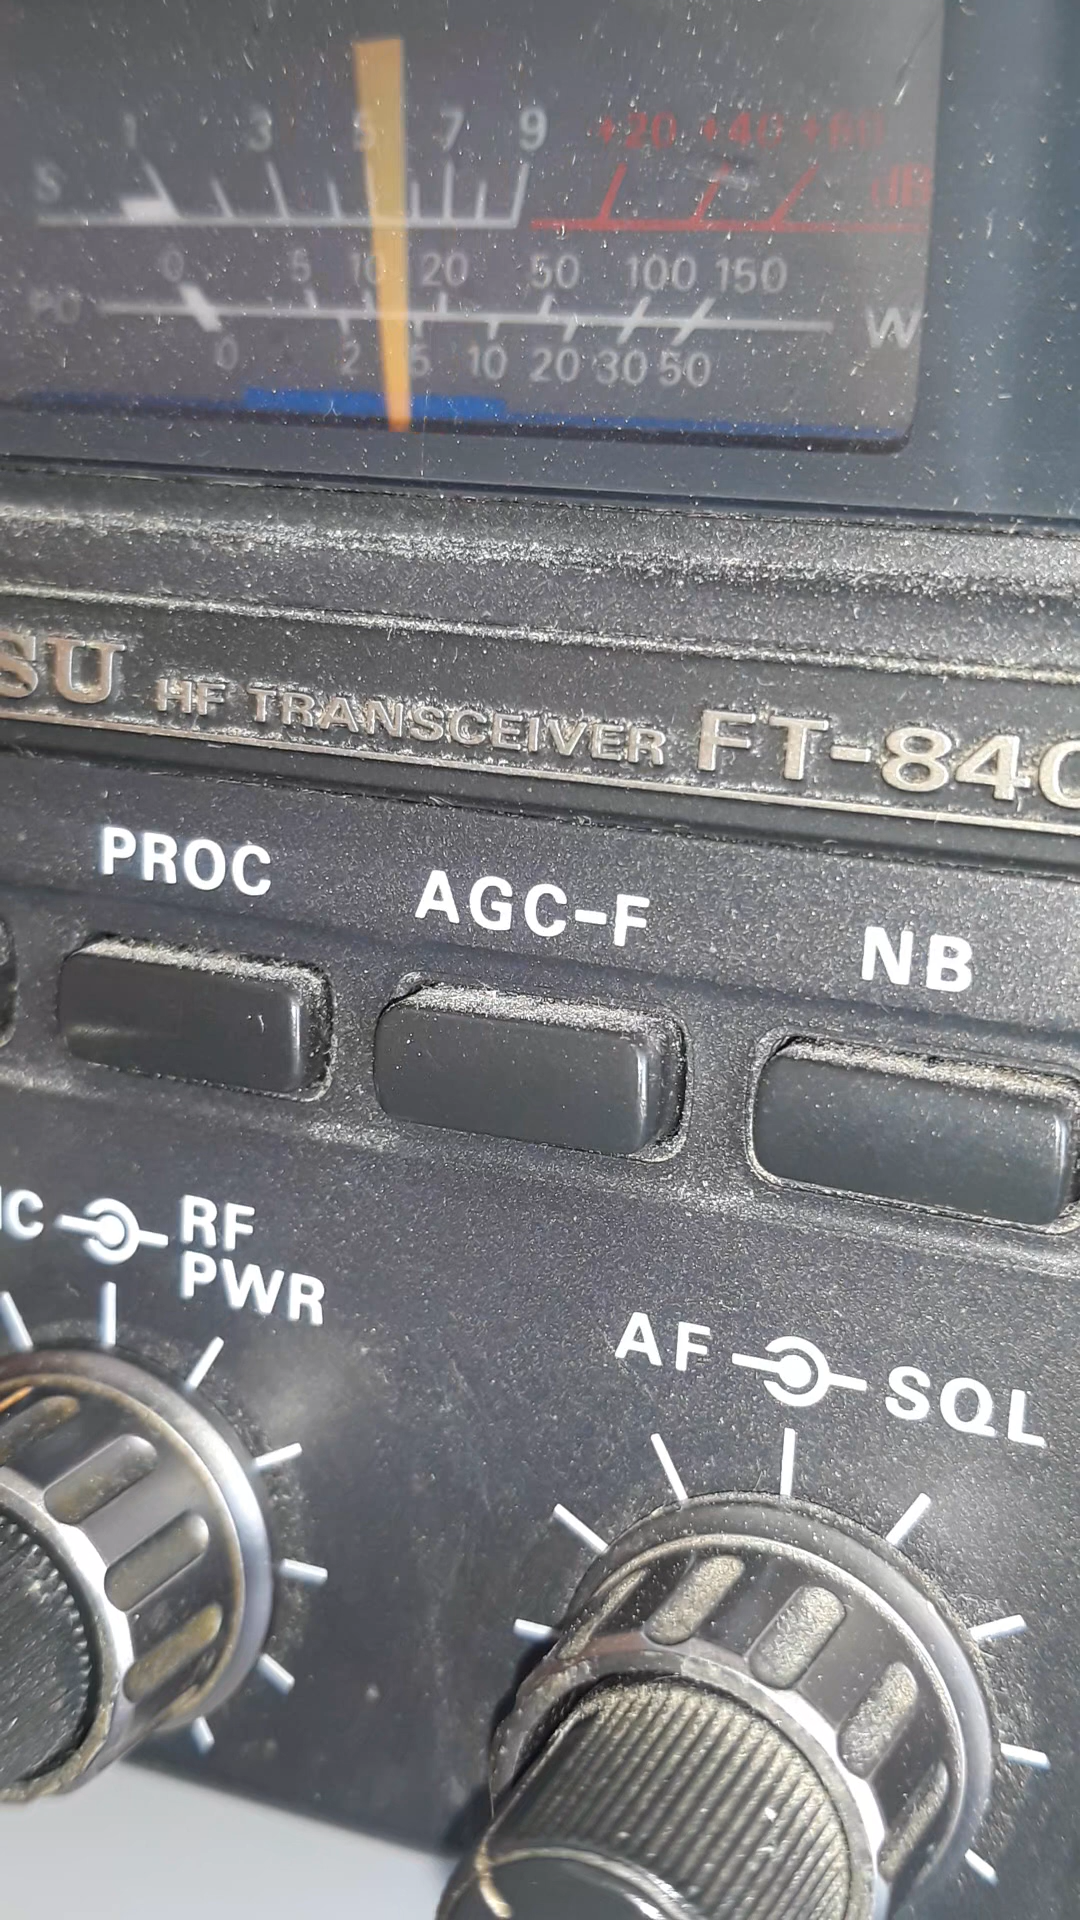 1 3 5 7 9 +20 +40 +60
S dB
0 5 10 20 50 100 150
PO W
0 2 5 10 20 30 50
SU HF TRANSCEIVER FT-840
PROC AGC-F NB
IC RF
PWR
AF SQL